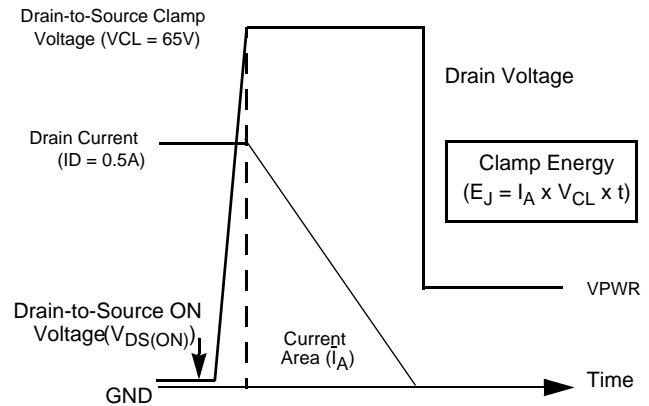 Drain-to-Source Clamp
Voltage (VCL = 65V)
Drain Voltage
Drain Current
(ID = 0.5A)
Clamp Energy
(EJ = IA x VCL x t)
Drain-to-Source ON
Voltage(VDS(ON))
VPWR
Current
Area (IA)
GND
Time